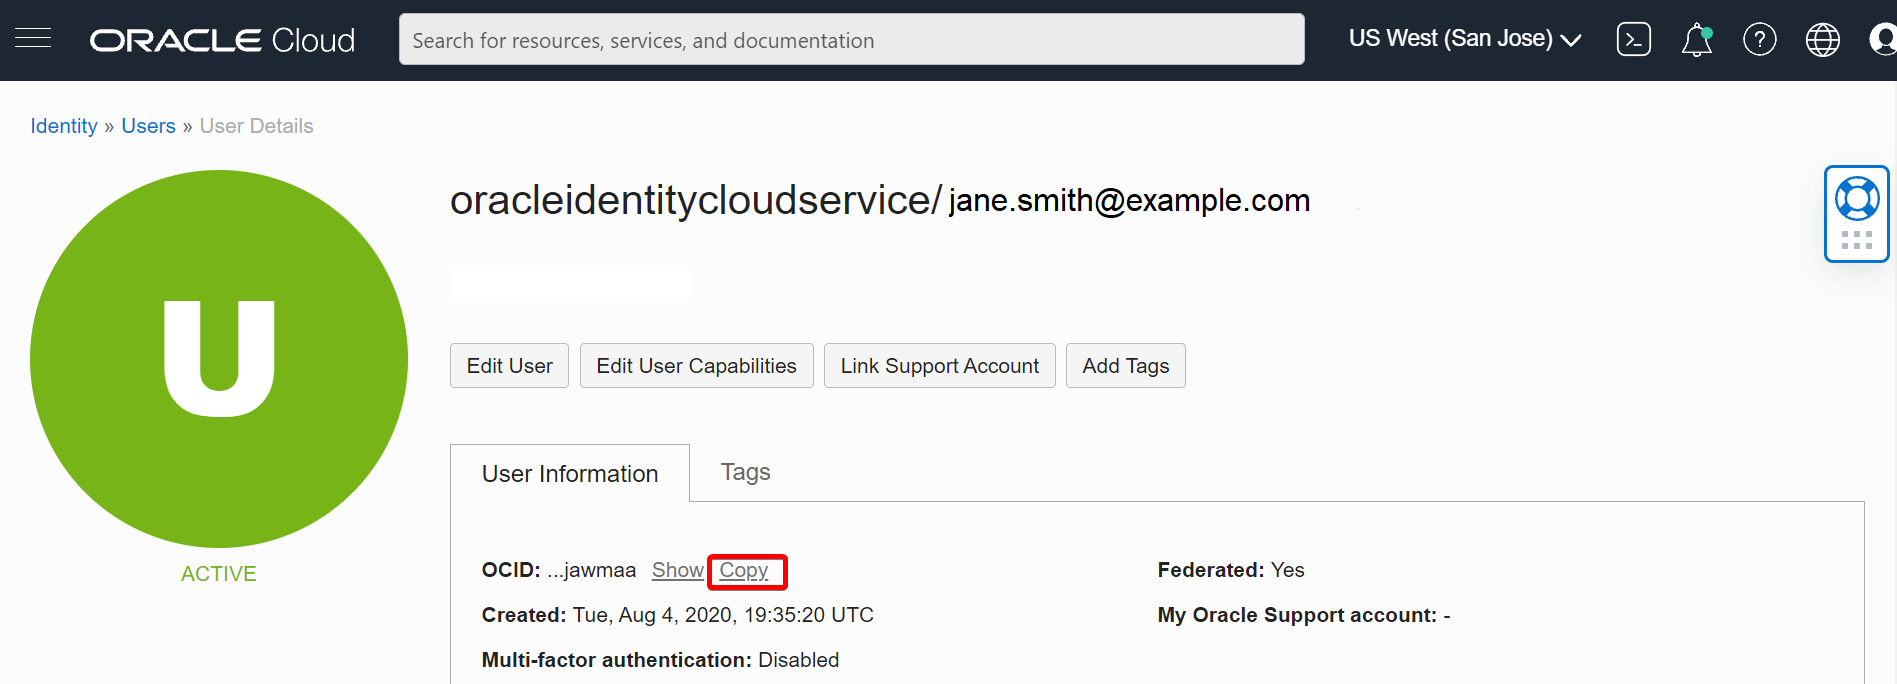 ORACLE Cloud
Search for resources, services, and documentation
US West (San Jose)
Identity » Users » User Details
U
ACTIVE
oracleidentitycloudservice/ jane.smith@example.com
Edit User
Edit User Capabilities
Link Support Account
Add Tags
User Information
Tags
OCID: ...jawmaa Show Copy
Federated: Yes
Created: Tue, Aug 4, 2020, 19:35:20 UTC
My Oracle Support account: -
Multi-factor authentication: Disabled